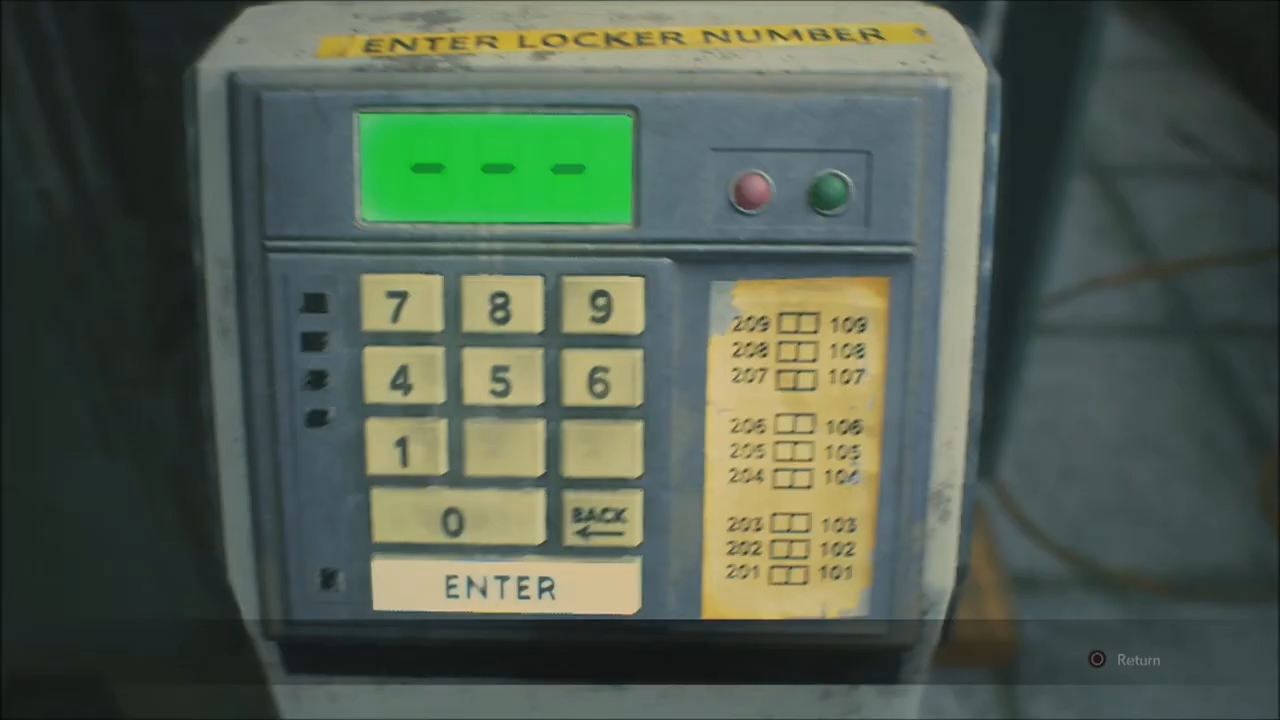 ENTER LOCKER NUMBER
- - -
7 8 9
4 5 6
1
0 BACK
ENTER
209 109
208 108
207 107
206 106
205 105
204 104
203 103
202 102
201 101
Return